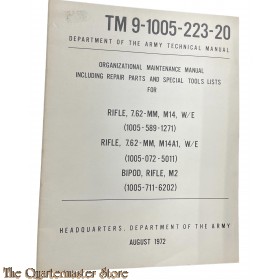 TM 9-1005-223-20
DEPARTMENT OF THE ARMY TECHNICAL MANUAL
ORGANIZATIONAL MAINTENANCE MANUAL
INCLUDING REPAIR PARTS AND SPECIAL TOOLS LISTS
FOR
RIFLE, 7.62-MM, M14, W/E
(1005-589-1271)
RIFLE, 7.62-MM, M14A1, W/E
(1005-072-5011)
BIPOD, RIFLE, M2
(1005-711-6202)
HEADQUARTERS, DEPARTMENT OF THE ARMY
AUGUST 1972
The Quartermaster Store